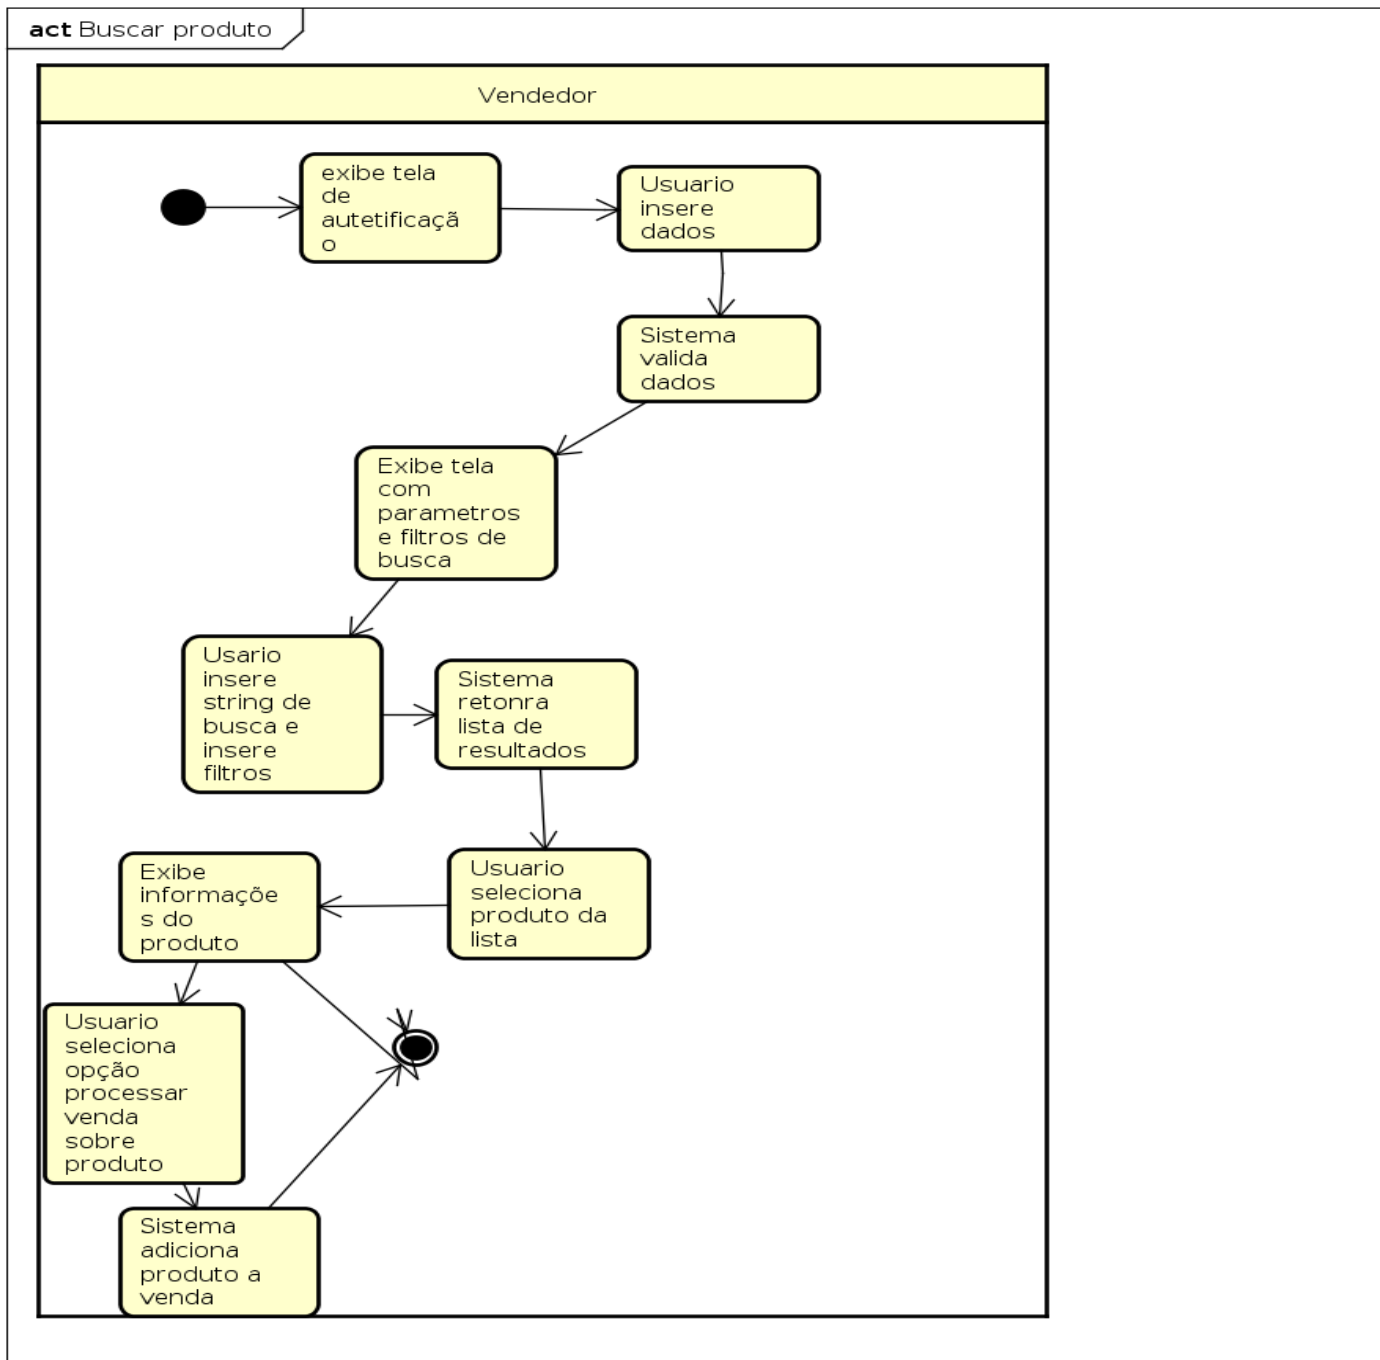 act Buscar produto
Vendedor
exibe tela
de
autetificaçã
o
Usuario
insere
dados
Sistema
valida
dados
Exibe tela
com
parametros
e filtros de
busca
Usario
insere
string de
busca e
insere
filtros
Sistema
retonra
lista de
resultados
Usuario
seleciona
produto da
lista
Exibe
informaçõe
s do
produto
Usuario
seleciona
opção
processar
venda
sobre
produto
Sistema
adiciona
produto a
venda